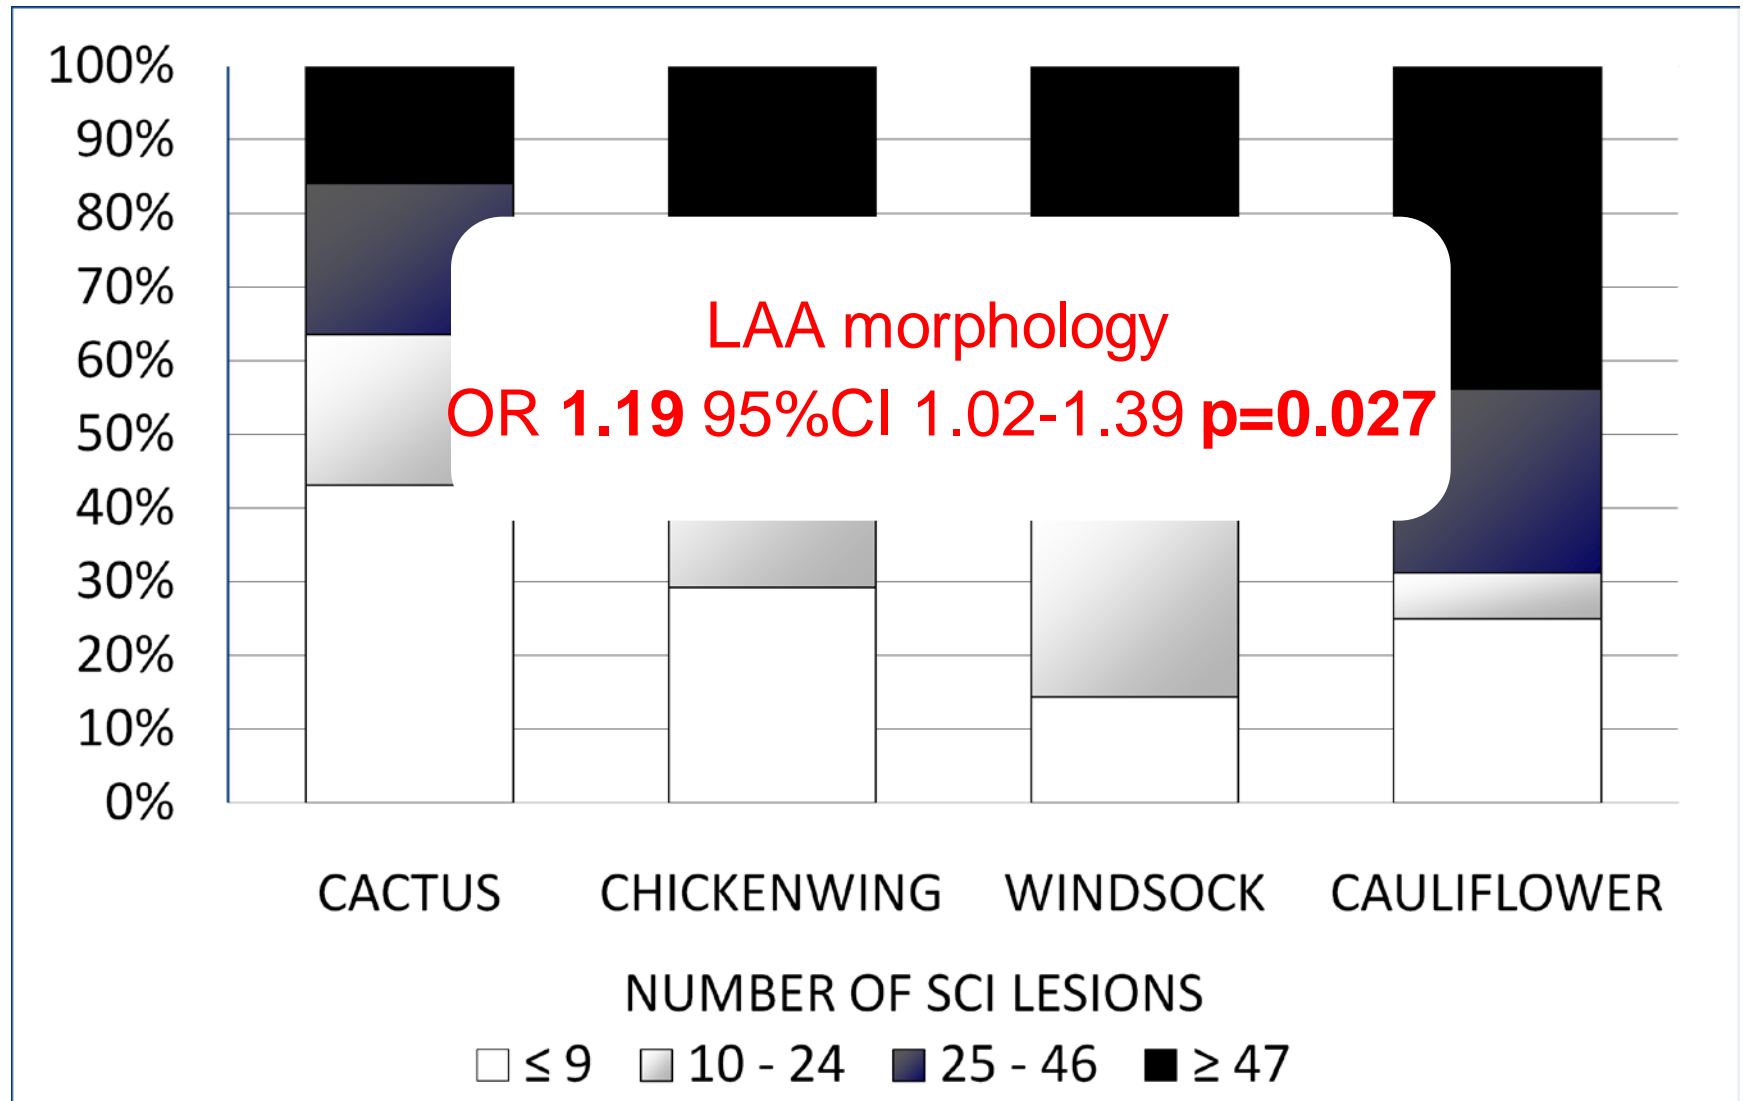 100%
90%
80%
70%
60%
50%
40%
30%
20%
10%
0%
LAA morphology
OR 1.19 95%CI 1.02-1.39 p=0.027
CACTUS CHICKENWING WINDSOCK CAULIFLOWER
NUMBER OF SCI LESIONS
≤ 9 10 - 24 25 - 46 ≥ 47